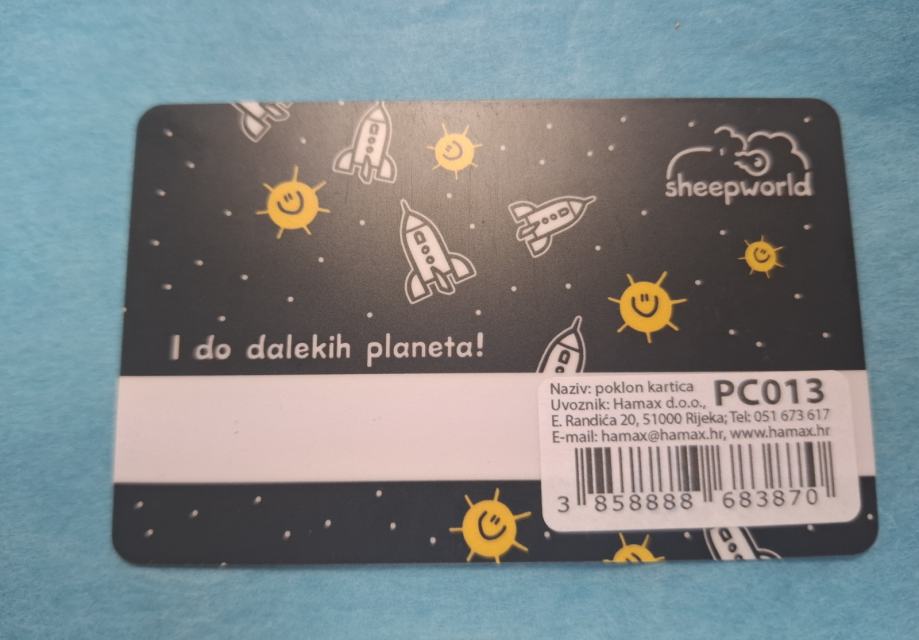 sheepworld
I do dalekih planeta!
Naziv: poklon kartica PC013
Uvoznik: Hamax d.o.o.,
E. Randića 20, 51000 Rijeka; Tel: 051 673 617
E-mail: hamax@hamax.hr, www.hamax.hr
3 858888 683870